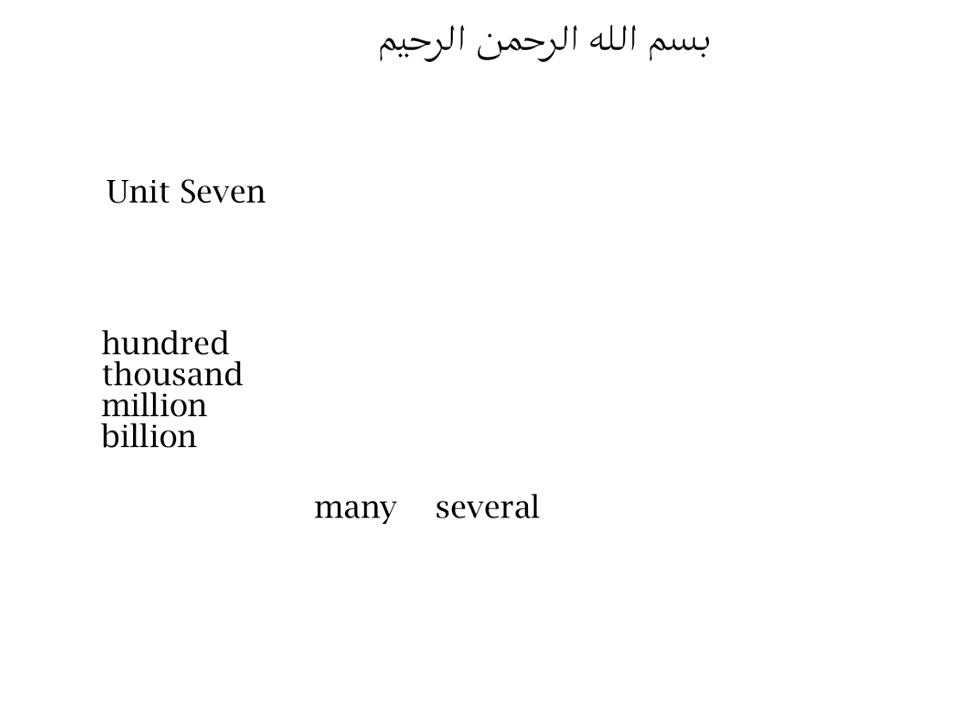 بسم الله الرحمن الرحيم
Unit Seven
hundred
thousand
million
billion
many several